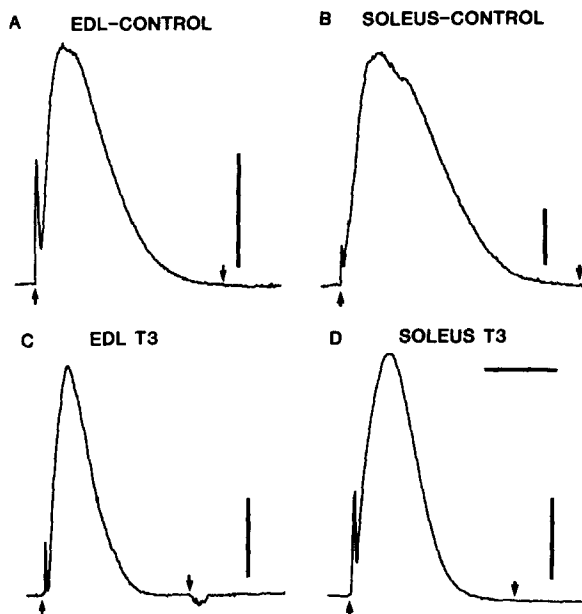 A EDL-CONTROL
B SOLEUS-CONTROL
C EDL T3
D SOLEUS T3